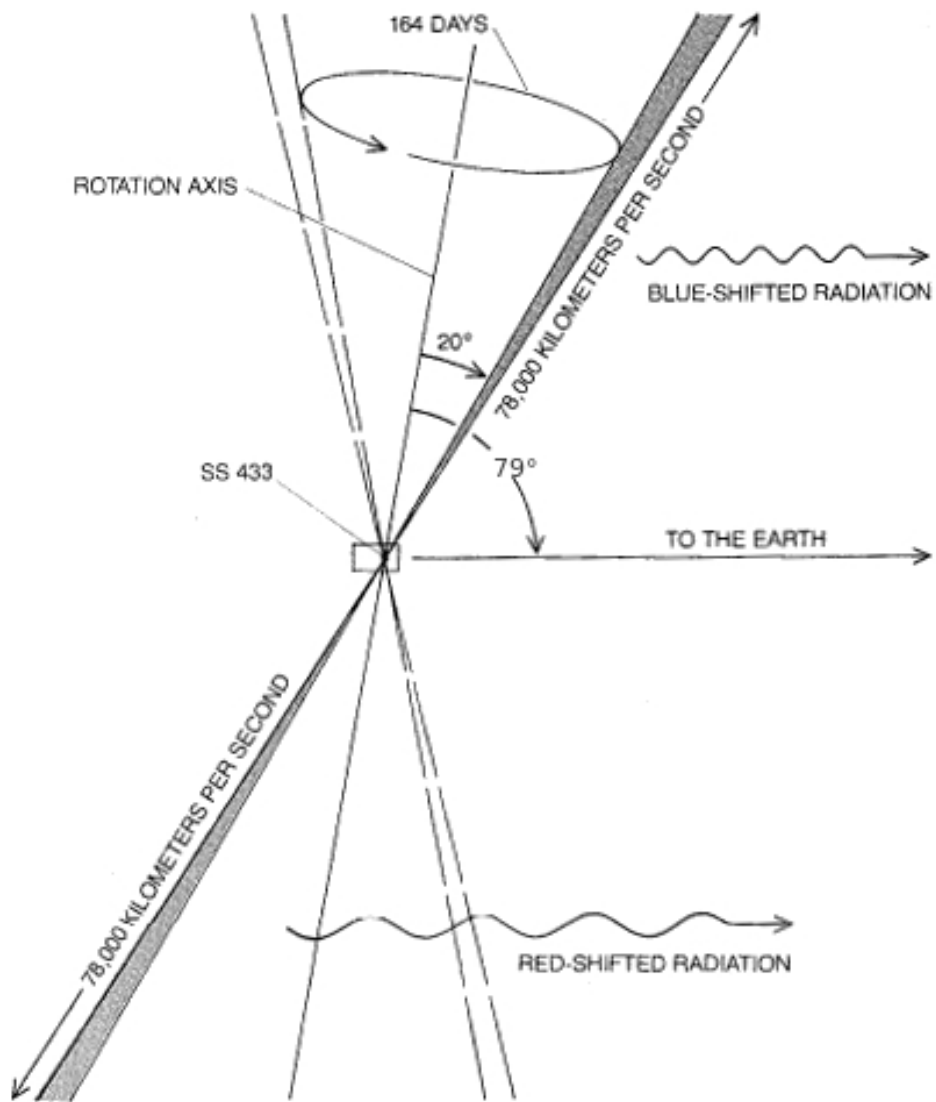 164 DAYS
ROTATION AXIS
78,000 KILOMETERS PER SECOND
BLUE-SHIFTED RADIATION
20°
79°
SS 433
TO THE EARTH
78,000 KILOMETERS PER SECOND
RED-SHIFTED RADIATION